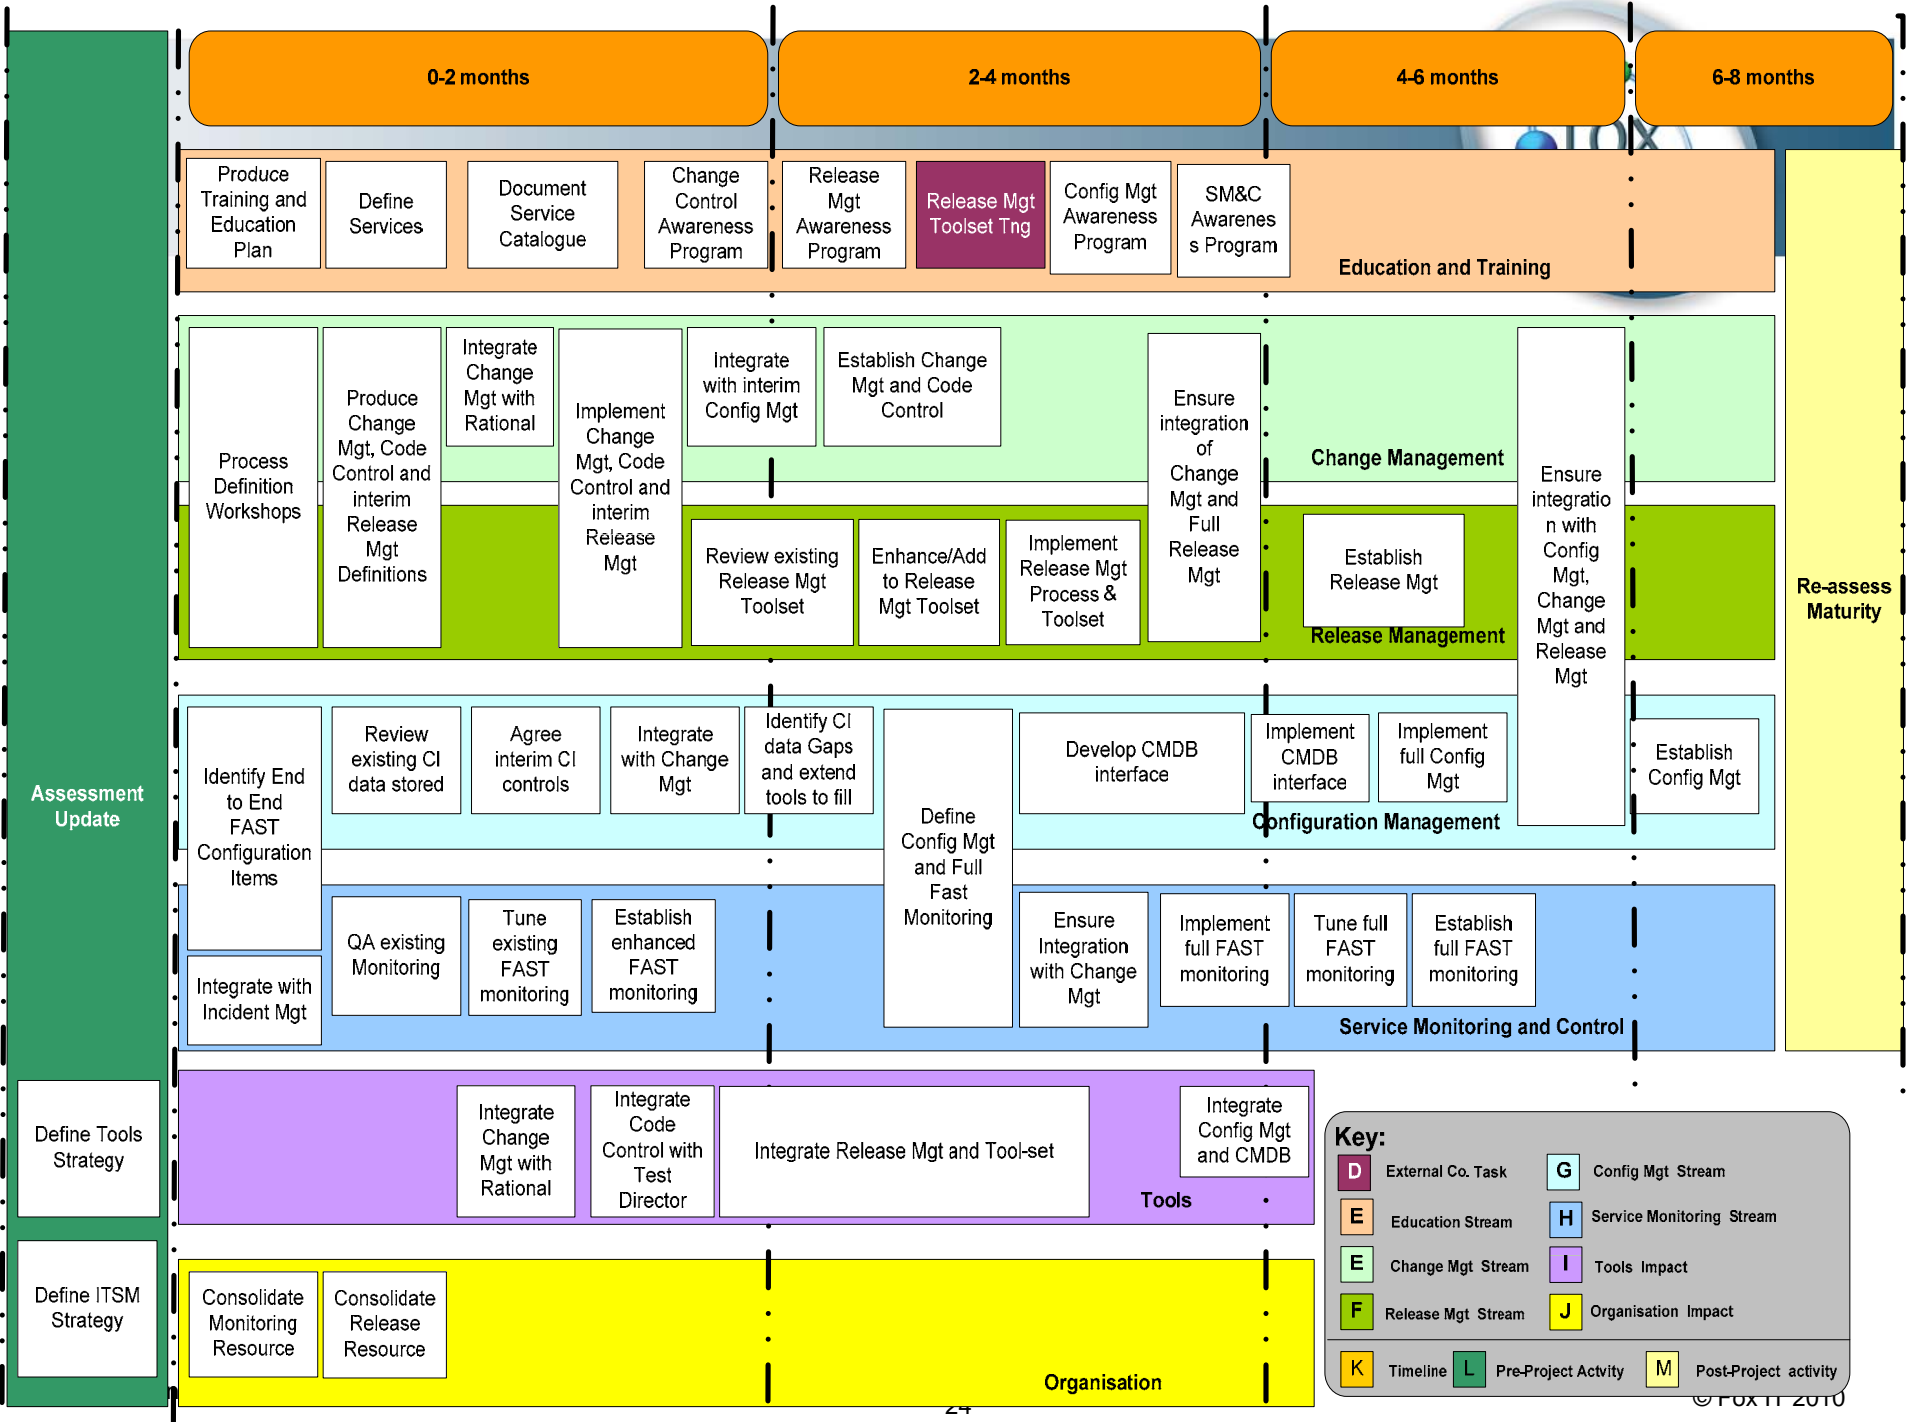 0-2 months
2-4 months
4-6 months
6-8 months
fox
Assessment
Update
Produce
Training and
Education
Plan
Define
Services
Document
Service
Catalogue
Change
Control
Awareness
Program
Release
Mgt
Awareness
Program
Release Mgt
Toolset Tng
Config Mgt
Awareness
Program
SM&C
Awarenes
s Program
Education and Training
Process
Definition
Workshops
Produce
Change
Mgt, Code
Control and
interim
Release
Mgt
Definitions
Integrate
Change
Mgt with
Rational
Implement
Change
Mgt, Code
Control and
interim
Release
Mgt
Integrate
with interim
Config Mgt
Establish Change
Mgt and Code
Control
Ensure
integration
of
Change
Mgt and
Full
Release
Mgt
Change Management
Ensure
integratio
n with
Config
Mgt,
Change
Mgt and
Release
Mgt
Review existing
Release Mgt
Toolset
Enhance/Add
to Release
Mgt Toolset
Implement
Release Mgt
Process &
Toolset
Establish
Release Mgt
Release Management
Re-assess
Maturity
Identify End
to End
FAST
Configuration
Items
Review
existing CI
data stored
Agree
interim CI
controls
Integrate
with Change
Mgt
Identify CI
data Gaps
and extend
tools to fill
Define
Config Mgt
and Full
Fast
Monitoring
Develop CMDB
interface
Implement
CMDB
interface
Implement
full Config
Mgt
Establish
Config Mgt
Configuration Management
Integrate with
Incident Mgt
QA existing
Monitoring
Tune
existing
FAST
monitoring
Establish
enhanced
FAST
monitoring
Ensure
Integration
with Change
Mgt
Implement
full FAST
monitoring
Tune full
FAST
monitoring
Establish
full FAST
monitoring
Service Monitoring and Control
Define Tools
Strategy
Integrate
Change
Mgt with
Rational
Integrate
Code
Control with
Test
Director
Integrate Release Mgt and Tool-set
Integrate
Config Mgt
and CMDB
Tools
Define ITSM
Strategy
Consolidate
Monitoring
Resource
Consolidate
Release
Resource
Organisation
Key:
D External Co. Task
G Config Mgt Stream
E Education Stream
H Service Monitoring Stream
E Change Mgt Stream
I Tools Impact
F Release Mgt Stream
J Organisation Impact
K Timeline
L Pre-Project Activity
M Post-Project activity
24
© Fox IT 2010